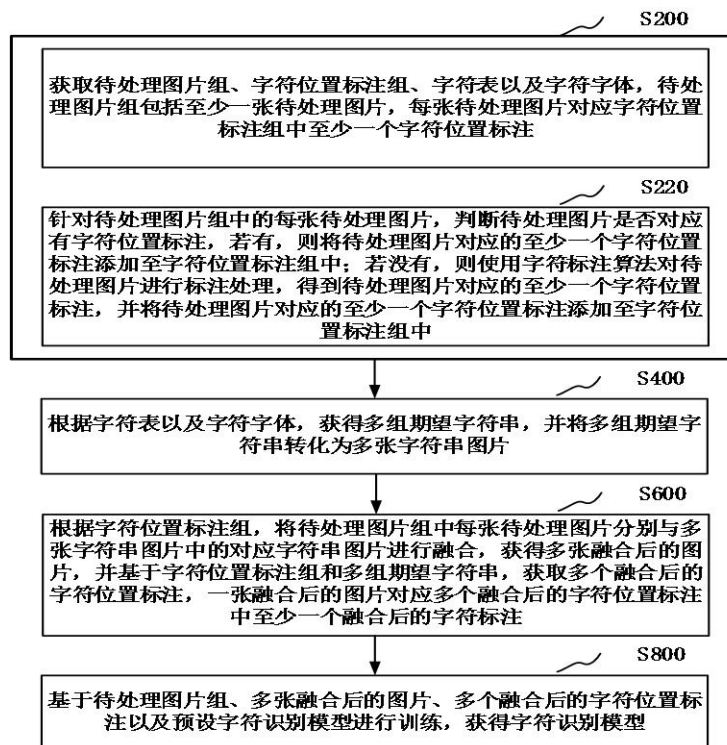 S200
获取待处理图片组、字符位置标注组、字符表以及字符字体，待处
理图片组包括至少一张待处理图片，每张待处理图片对应字符位置
标注组中至少一个字符位置标注
S220
针对待处理图片组中的每张待处理图片，判断待处理图片是否对应
有字符位置标注，若有，则将待处理图片对应的至少一个字符位置
标注添加至字符位置标注组中；若没有，则使用字符标注算法对待
处理图片进行标注处理，得到待处理图片对应的至少一个字符位置
标注，并将待处理图片对应的至少一个字符位置标注添加至字符位
置标注组中
S400
根据字符表以及字符字体，获得多组期望字符串，并将多组期望字
符串转化为多张字符串图片
S600
根据字符位置标注组，将待处理图片组中每张待处理图片分别与多
张字符串图片中的对应字符串图片进行融合，获得多张融合后的图
片，并基于字符位置标注组和多组期望字符串，获取多个融合后的
字符位置标注，一张融合后的图片对应多个融合后的字符位置标注
中至少一个融合后的字符标注
S800
基于待处理图片组、多张融合后的图片、多个融合后的字符位置标
注以及预设字符识别模型进行训练，获得字符识别模型